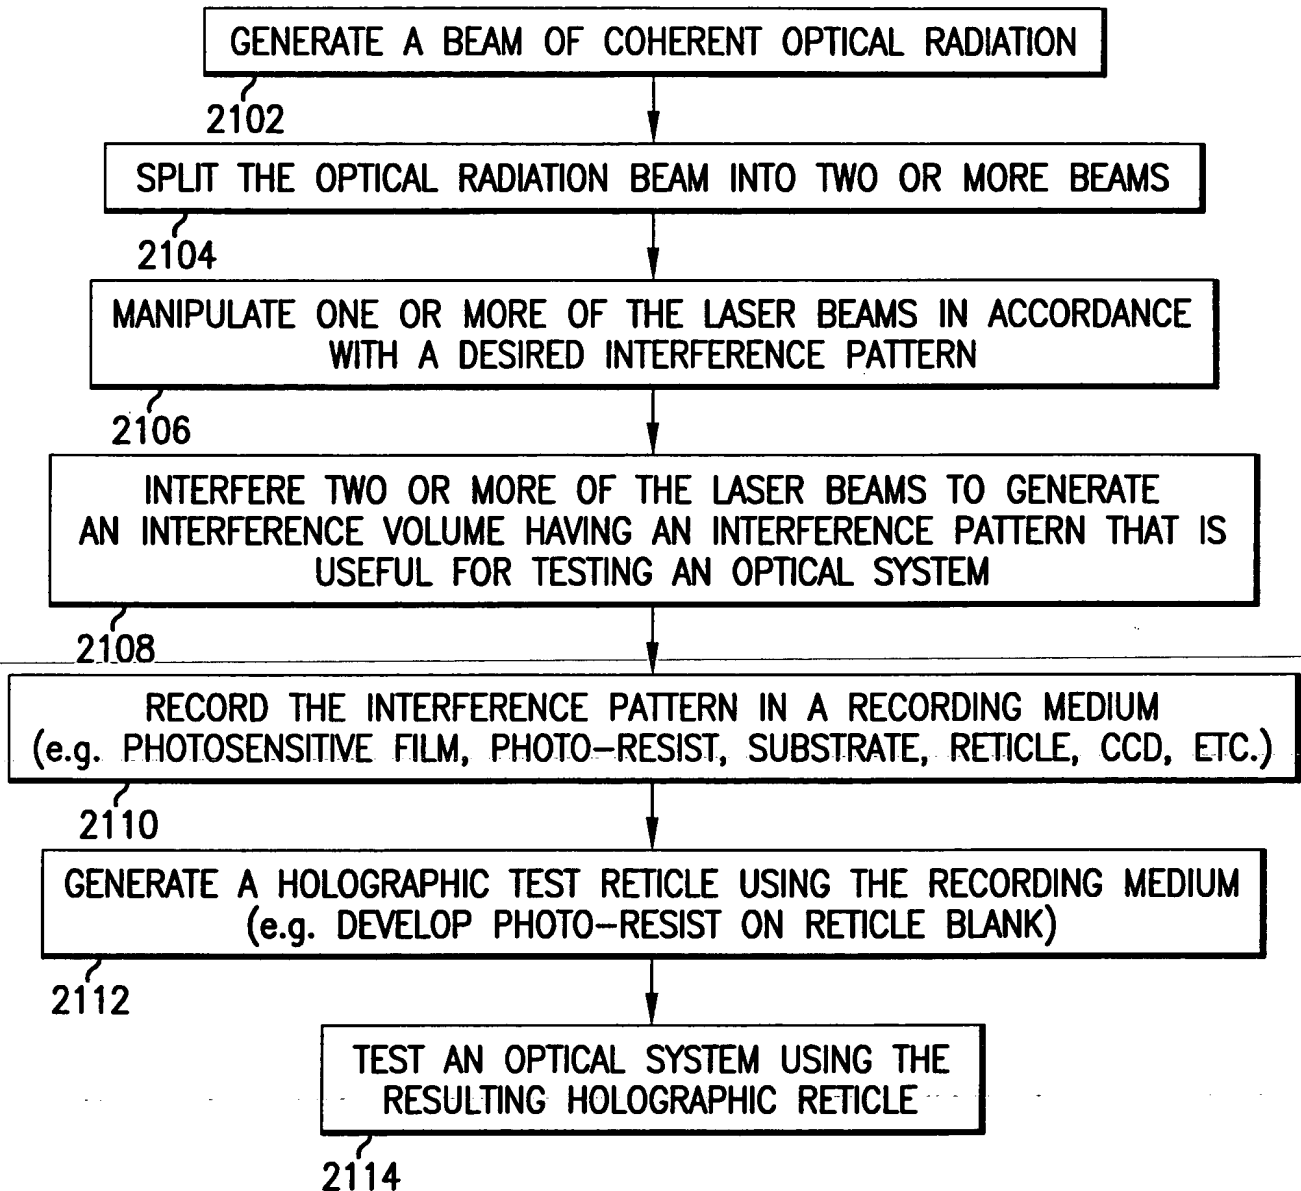 GENERATE A BEAM OF COHERENT OPTICAL RADIATION
2102
SPLIT THE OPTICAL RADIATION BEAM INTO TWO OR MORE BEAMS
2104
MANIPULATE ONE OR MORE OF THE LASER BEAMS IN ACCORDANCE
WITH A DESIRED INTERFERENCE PATTERN
2106
INTERFERE TWO OR MORE OF THE LASER BEAMS TO GENERATE
AN INTERFERENCE VOLUME HAVING AN INTERFERENCE PATTERN THAT IS
USEFUL FOR TESTING AN OPTICAL SYSTEM
2108
RECORD THE INTERFERENCE PATTERN IN A RECORDING MEDIUM
(e.g. PHOTOSENSITIVE FILM, PHOTO-RESIST, SUBSTRATE, RETICLE, CCD, ETC.)
2110
GENERATE A HOLOGRAPHIC TEST RETICLE USING THE RECORDING MEDIUM
(e.g. DEVELOP PHOTO-RESIST ON RETICLE BLANK)
2112
TEST AN OPTICAL SYSTEM USING THE
RESULTING HOLOGRAPHIC RETICLE
2114